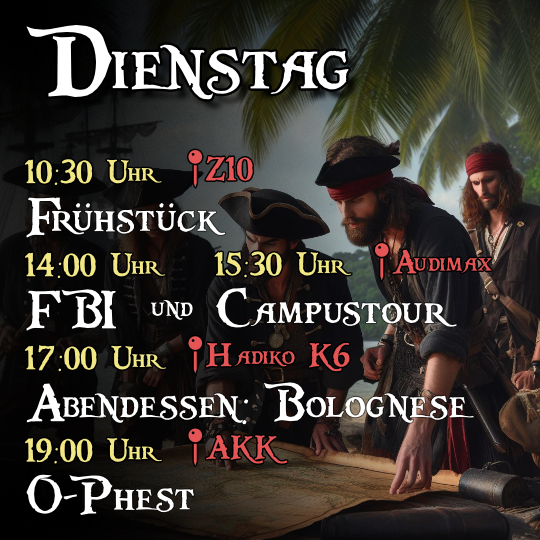 Dienstag
10:30 Uhr Z10
Frühstück
14:00 Uhr 15:30 Uhr Audimax
FBI und Campustour
17:00 Uhr Hadiko K6
Abendessen: Bolognese
19:00 Uhr AKK
O-Phest